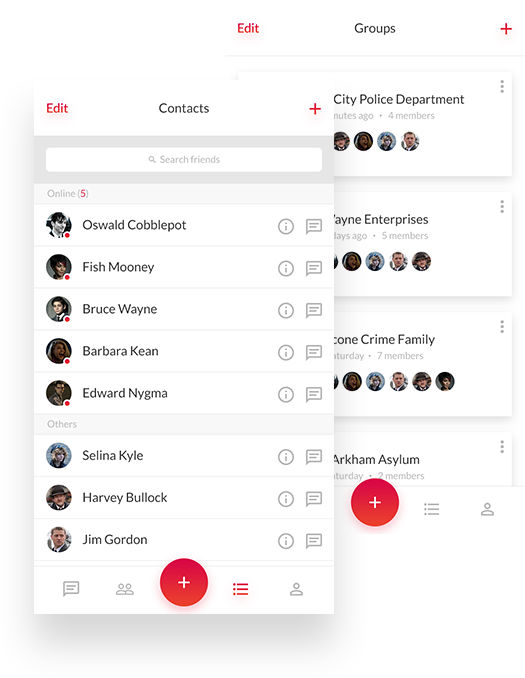 Edit
Groups
City Police Department
nutes ago • 4 members
ayne Enterprises
days ago • 5 members
cone Crime Family
turday • 7 members
Arkham Asylum
aturday • 2 members
Edit
Contacts
Search friends
Online (5)
Oswald Cobblepot
Fish Mooney
Bruce Wayne
Barbara Kean
Edward Nygma
Others
Selina Kyle
Harvey Bullock
Jim Gordon